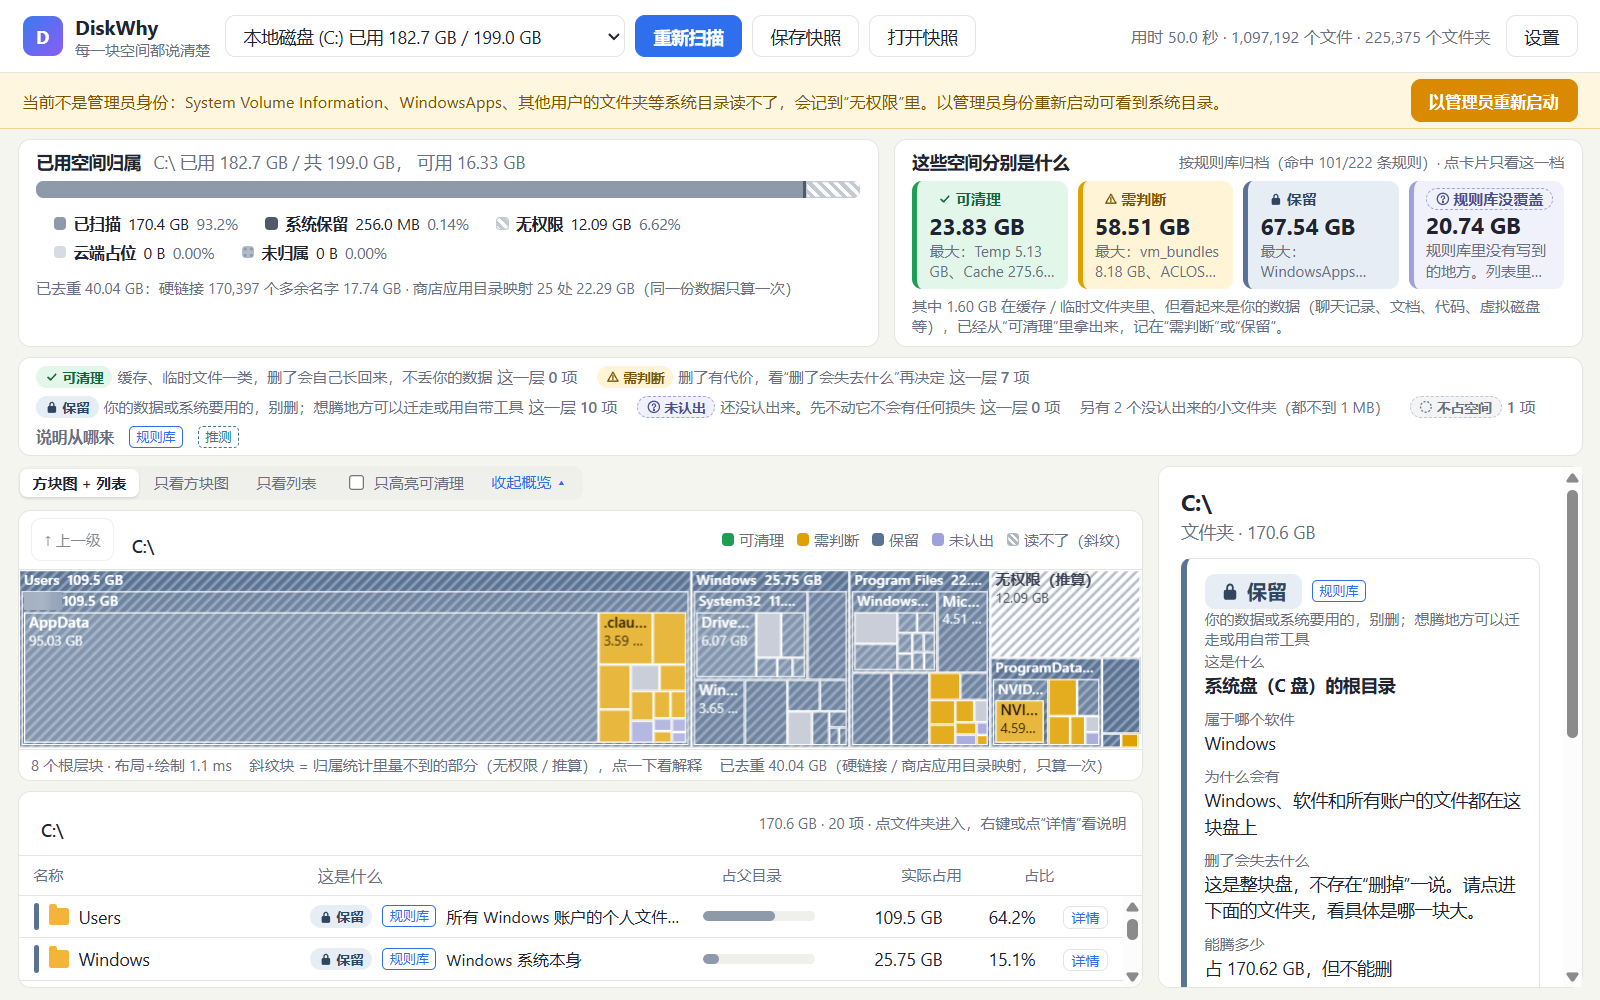 D
DiskWhy
每一块空间都说清楚
本地磁盘 (C:) 已用 182.7 GB / 199.0 GB
重新扫描
保存快照
打开快照
用时 50.0 秒 · 1,097,192 个文件 · 225,375 个文件夹
设置
当前不是管理员身份：System Volume Information、WindowsApps、其他用户的文件夹等系统目录读不了，会记到“无权限”里。以管理员身份重新启动可看到系统目录。
以管理员重新启动
已用空间归属 C:\ 已用 182.7 GB / 共 199.0 GB， 可用 16.33 GB
已扫描 170.4 GB 93.2% 系统保留 256.0 MB 0.14% 无权限 12.09 GB 6.62%
云端占位 0 B 0.00% 未归属 0 B 0.00%
已去重 40.04 GB：硬链接 170,397 个多余名字 17.74 GB · 商店应用目录映射 25 处 22.29 GB（同一份数据只算一次）
这些空间分别是什么
按规则库归档（命中 101/222 条规则）· 点卡片只看这一档
可清理
23.83 GB
最大：Temp 5.13
GB、Cache 275.6...
需判断
58.51 GB
最大：vm_bundles
8.18 GB、ACLOS...
保留
67.54 GB
最大：
WindowsApps...
规则库没覆盖
20.74 GB
规则库里没有写到
的地方。列表里...
其中 1.60 GB 在缓存 / 临时文件夹里、但看起来是你的数据（聊天记录、文档、代码、虚拟磁盘
等），已经从“可清理”里拿出来，记在“需判断”或“保留”。
可清理 缓存、临时文件一类，删了会自己长回来，不丢你的数据 这一层 0 项 需判断 删了有代价，看“删了会失去什么”再决定 这一层 7 项
保留 你的数据或系统要用的，别删；想腾地方可以迁走或用自带工具 这一层 10 项 未认出 还没认出来。先不动它不会有任何损失 这一层 0 项 另有 2 个没认出来的小文件夹（都不到 1 MB） 不占空间 1 项
说明从哪来 规则库 推测
方块图 + 列表
只看方块图
只看列表
只高亮可清理
收起概览
↑ 上一级
C:\
可清理 需判断 保留 未认出 读不了（斜纹）
Users 109.5 GB
109.5 GB
AppData
95.03 GB
.clau...
3.59 ...
Windows 25.75 GB
System32 11....
Drive...
6.07 GB
Win...
3.65 ...
Program Files 22....
Windows...
Mic...
4.51 ...
无权限（推算）
12.09 GB
ProgramData...
NVID...
NVI...
4.59...
8 个根层块 · 布局+绘制 1.1 ms 斜纹块 = 归属统计里量不到的部分（无权限 / 推算），点一下看解释 已去重 40.04 GB（硬链接 / 商店应用目录映射，只算一次）
C:\
170.6 GB · 20 项 · 点文件夹进入，右键或点“详情”看说明
名称 这是什么 占父目录 实际占用 占比
Users 保留 规则库 所有 Windows 账户的个人文件... 109.5 GB 64.2% 详情
Windows 保留 规则库 Windows 系统本身 25.75 GB 15.1% 详情
C:\
文件夹 · 170.6 GB
保留 规则库
你的数据或系统要用的，别删；想腾地方可以迁
走或用自带工具
这是什么
系统盘（C 盘）的根目录
属于哪个软件
Windows
为什么会有
Windows、软件和所有账户的文件都在这
块盘上
删了会失去什么
这是整块盘，不存在“删掉”一说。请点进
下面的文件夹，看具体是哪一块大。
能腾多少
占 170.62 GB，但不能删